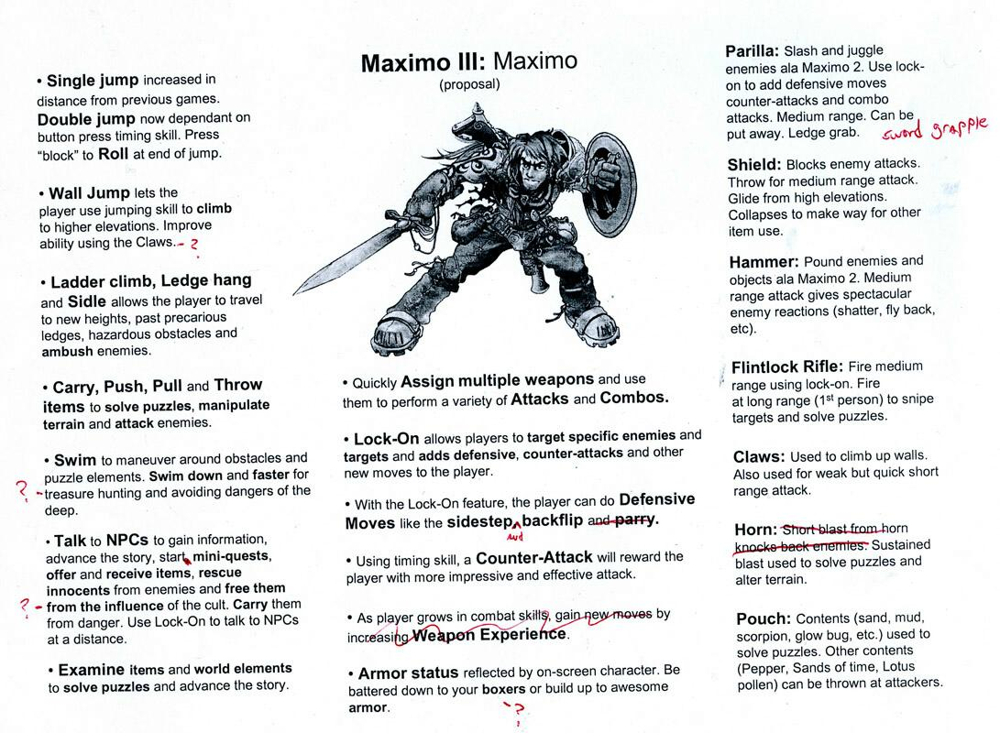 Maximo III: Maximo
(proposal)
• Single jump increased in
distance from previous games.
Double jump now dependant on
button press timing skill. Press
“block” to Roll at end of jump.
• Wall Jump lets the
player use jumping skill to climb
to higher elevations. Improve
ability using the Claws. - ?
• Ladder climb, Ledge hang
and Sidle allows the player to travel
to new heights, past precarious
ledges, hazardous obstacles and
ambush enemies.
• Carry, Push, Pull and Throw
items to solve puzzles, manipulate
terrain and attack enemies.
• Swim to maneuver around obstacles and
puzzle elements. Swim down and faster for
? - treasure hunting and avoiding dangers of the
deep.
• Talk to NPCs to gain information,
advance the story, start mini-quests,
offer and receive items, rescue
innocents from enemies and free them
? - from the influence of the cult. Carry them
from danger. Use Lock-On to talk to NPCs
at a distance.
• Examine items and world elements
to solve puzzles and advance the story.
• Quickly Assign multiple weapons and use
them to perform a variety of Attacks and Combos.
• Lock-On allows players to target specific enemies and
targets and adds defensive, counter-attacks and other
new moves to the player.
• With the Lock-On feature, the player can do Defensive
Moves like the sidestep, backflip and parry.
and
• Using timing skill, a Counter-Attack will reward the
player with more impressive and effective attack.
• As player grows in combat skills, gain new moves by
increasing Weapon Experience.
• Armor status reflected by on-screen character. Be
battered down to your boxers or build up to awesome
armor.
- ?
Parilla: Slash and juggle
enemies ala Maximo 2. Use lock-
on to add defensive moves
counter-attacks and combo
attacks. Medium range. Can be
put away. Ledge grab. sword grapple
Shield: Blocks enemy attacks.
Throw for medium range attack.
Glide from high elevations.
Collapses to make way for other
item use.
Hammer: Pound enemies and
objects ala Maximo 2. Medium
range attack gives spectacular
enemy reactions (shatter, fly back,
etc).
Flintlock Rifle: Fire medium
range using lock-on. Fire
at long range (1st person) to snipe
targets and solve puzzles.
Claws: Used to climb up walls.
Also used for weak but quick short
range attack.
Horn: Short blast from horn
knocks back enemies. Sustained
blast used to solve puzzles and
alter terrain.
Pouch: Contents (sand, mud,
scorpion, glow bug, etc.) used to
solve puzzles. Other contents
(Pepper, Sands of time, Lotus
pollen) can be thrown at attackers.